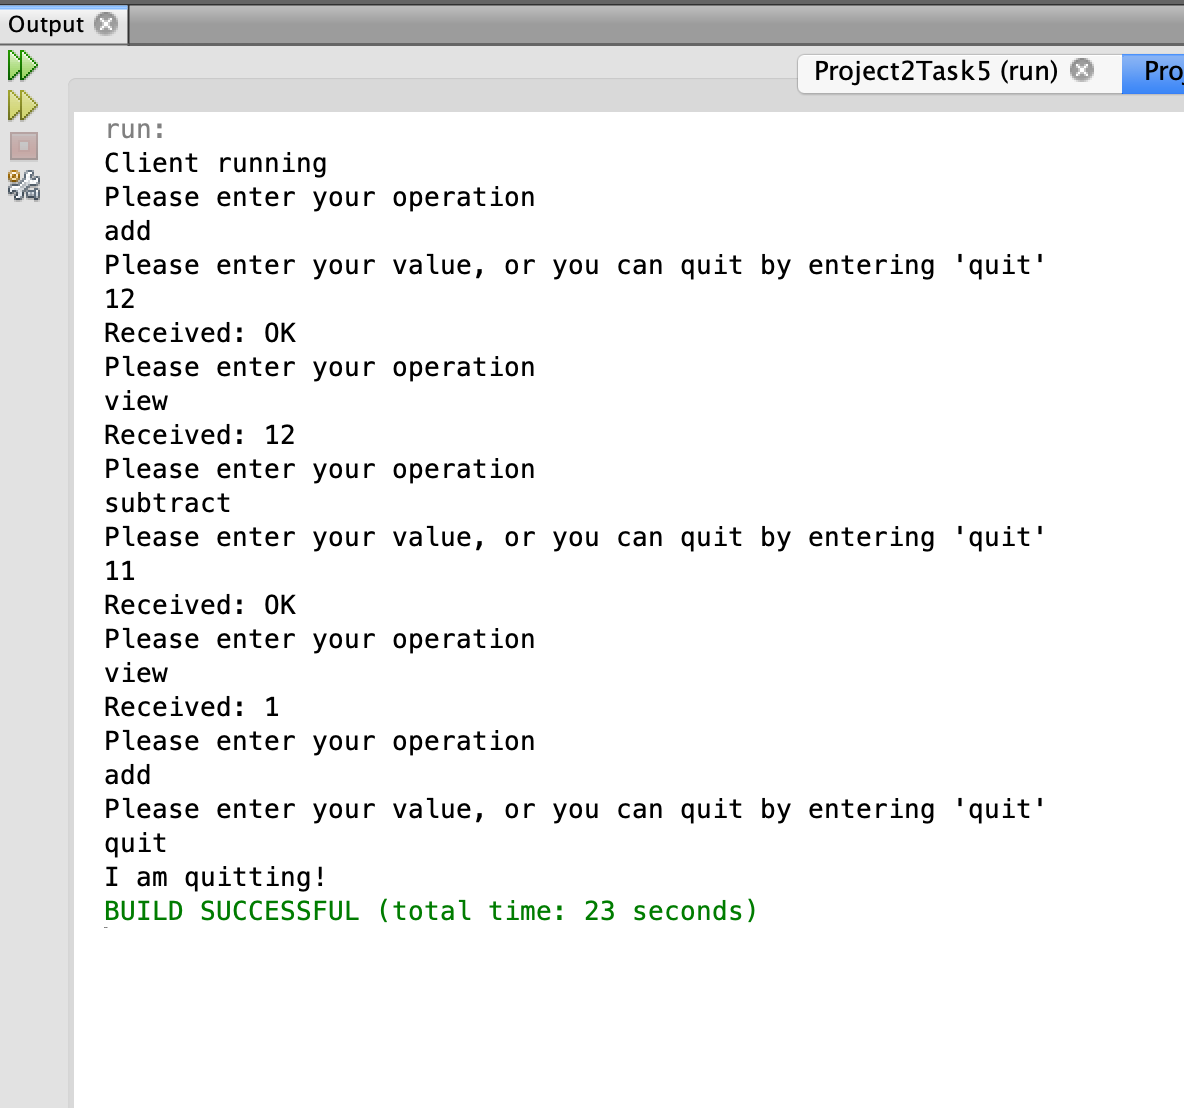 Output
Project2Task5 (run)
Pro
run:
Client running
Please enter your operation
add
Please enter your value, or you can quit by entering 'quit'
12
Received: OK
Please enter your operation
view
Received: 12
Please enter your operation
subtract
Please enter your value, or you can quit by entering 'quit'
11
Received: OK
Please enter your operation
view
Received: 1
Please enter your operation
add
Please enter your value, or you can quit by entering 'quit'
quit
I am quitting!
BUILD SUCCESSFUL (total time: 23 seconds)